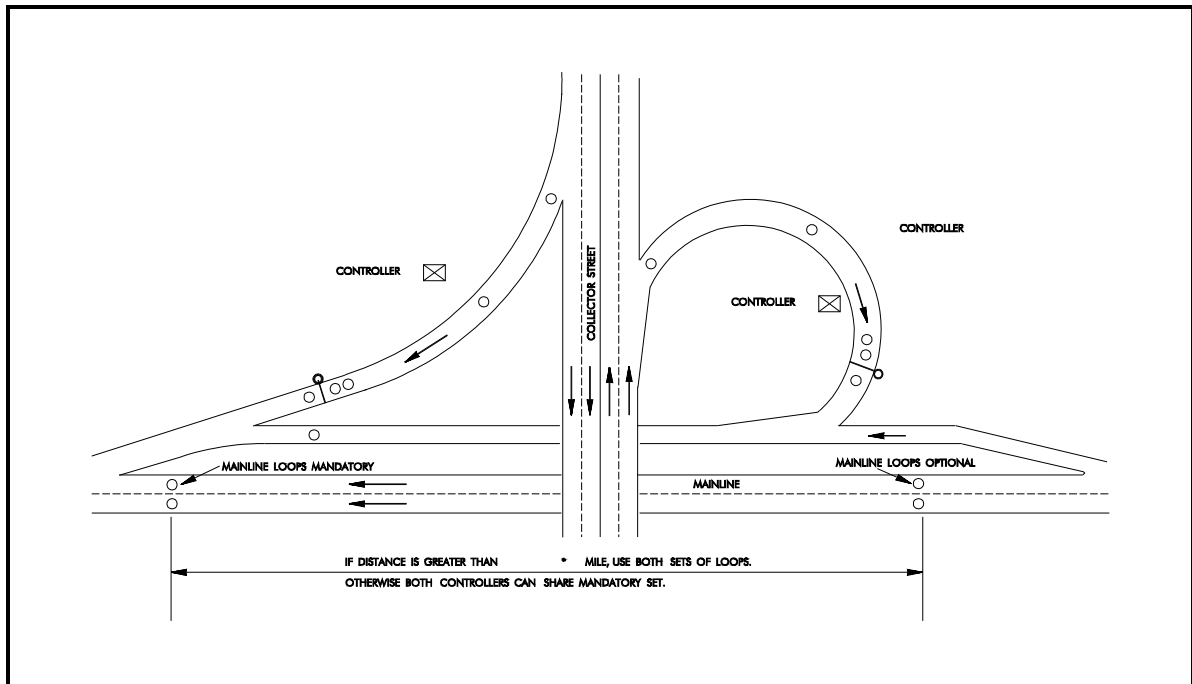 CONTROLLER
CONTROLLER
CONTROLLER
COLLECTOR STREET
MAINLINE LOOPS MANDATORY
MAINLINE LOOPS OPTIONAL
MAINLINE
IF DISTANCE IS GREATER THAN * MILE, USE BOTH SETS OF LOOPS.
OTHERWISE BOTH CONTROLLERS CAN SHARE MANDATORY SET.